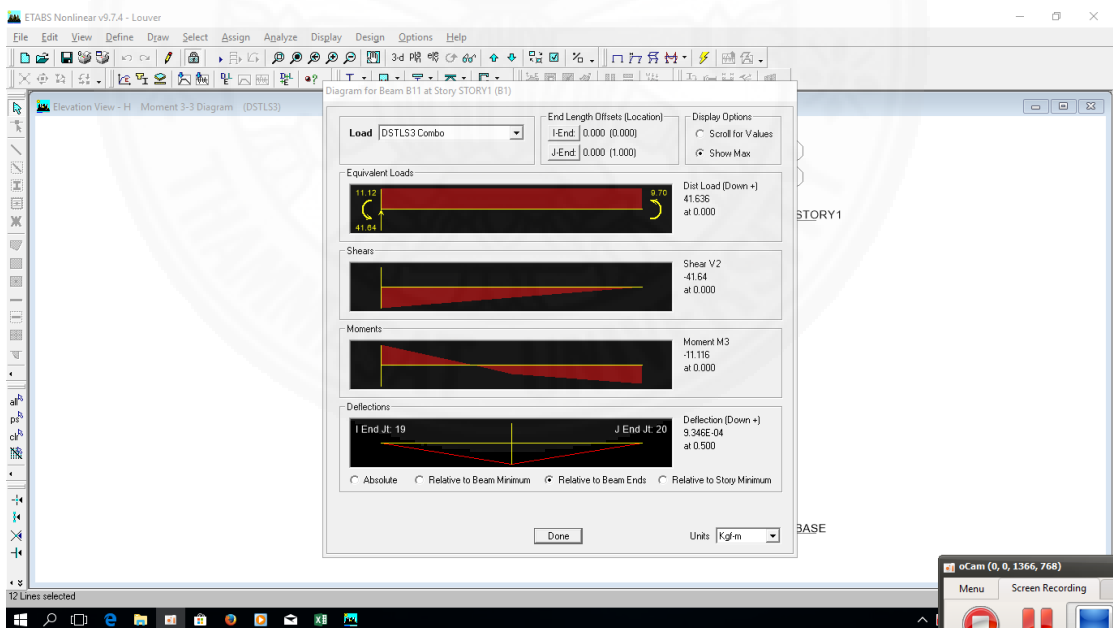 ETABS Nonlinear v9.7.4 - Louver
File Edit View Define Draw Select Assign Analyze Display Design Options Help
3-d
Elevation View - H Moment 3-3 Diagram (DSTLS3)
Diagram for Beam B11 at Story STORY1 (B1)
Load DSTLS3 Combo
End Length Offsets (Location)
I-End: 0.000 (0.000)
J-End: 0.000 (1.000)
Display Options
Scroll for Values
Show Max
Equivalent Loads
11.12
9.70
41.64
Dist Load (Down +)
41.636
at 0.000
STORY1
Shears
Shear V2
-41.64
at 0.000
Moments
Moment M3
-11.116
at 0.000
Deflections
I End Jt: 19
J End Jt: 20
Deflection (Down +)
9.346E-04
at 0.500
Absolute Relative to Beam Minimum Relative to Beam Ends Relative to Story Minimum
Done
Units Kgf-m
BASE
all
ps
clr
12 Lines selected
oCam (0, 0, 1366, 768)
Menu Screen Recording